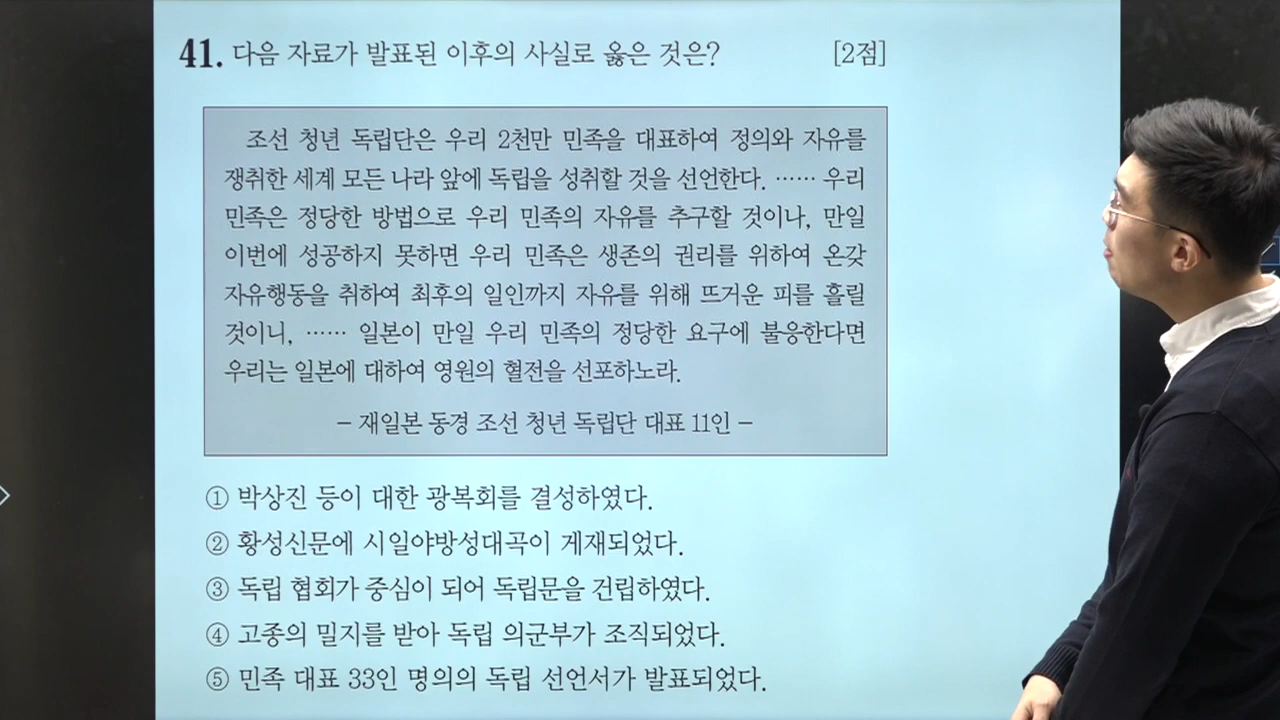 41. 다음 자료가 발표된 이후의 사실로 옳은 것은? [2점]
조선 청년 독립단은 우리 2천만 민족을 대표하여 정의와 자유를
쟁취한 세계 모든 나라 앞에 독립을 성취할 것을 선언한다. …… 우리
민족은 정당한 방법으로 우리 민족의 자유를 추구할 것이나, 만일
이번에 성공하지 못하면 우리 민족은 생존의 권리를 위하여 온갖
자유행동을 취하여 최후의 일인까지 자유를 위해 뜨거운 피를 흘릴
것이니, …… 일본이 만일 우리 민족의 정당한 요구에 불응한다면
우리는 일본에 대하여 영원의 혈전을 선포하노라.
- 재일본 동경 조선 청년 독립단 대표 11인 -
① 박상진 등이 대한 광복회를 결성하였다.
② 황성신문에 시일야방성대곡이 게재되었다.
③ 독립 협회가 중심이 되어 독립문을 건립하였다.
④ 고종의 밀지를 받아 독립 의군부가 조직되었다.
⑤ 민족 대표 33인 명의의 독립 선언서가 발표되었다.